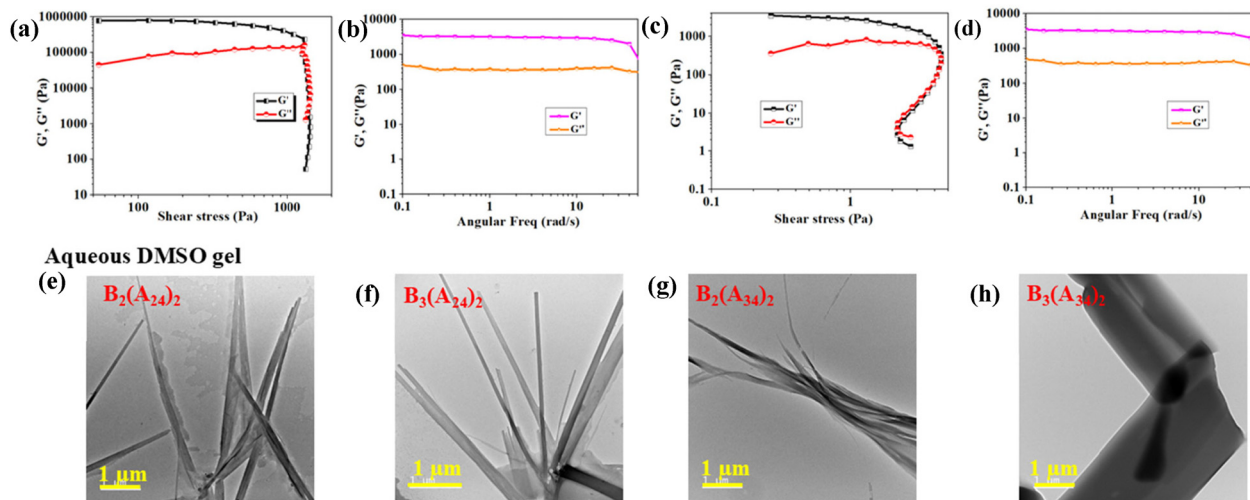 (a)
G', G'' (Pa)
1000000
100000
10000
1000
100
10
100
1000
Shear stress (Pa)
G'
G''
(b)
G', G''(Pa)
10000
1000
100
10
1
0.1
0.1
1
10
Angular Freq (rad/s)
G'
G''
(c)
G', G'' (Pa)
1000
100
10
1
0.1
0.1
1
Shear stress (Pa)
G'
G''
(d)
G', G''(Pa)
10000
1000
100
10
1
0.1
0.1
1
10
Angular Freq (rad/s)
G'
G''
Aqueous DMSO gel
(e)
B₂(A₂₄)₂
1 μm
(f)
B₃(A₂₄)₂
1 μm
(g)
B₂(A₃₄)₂
1 μm
(h)
B₃(A₃₄)₂
1 μm